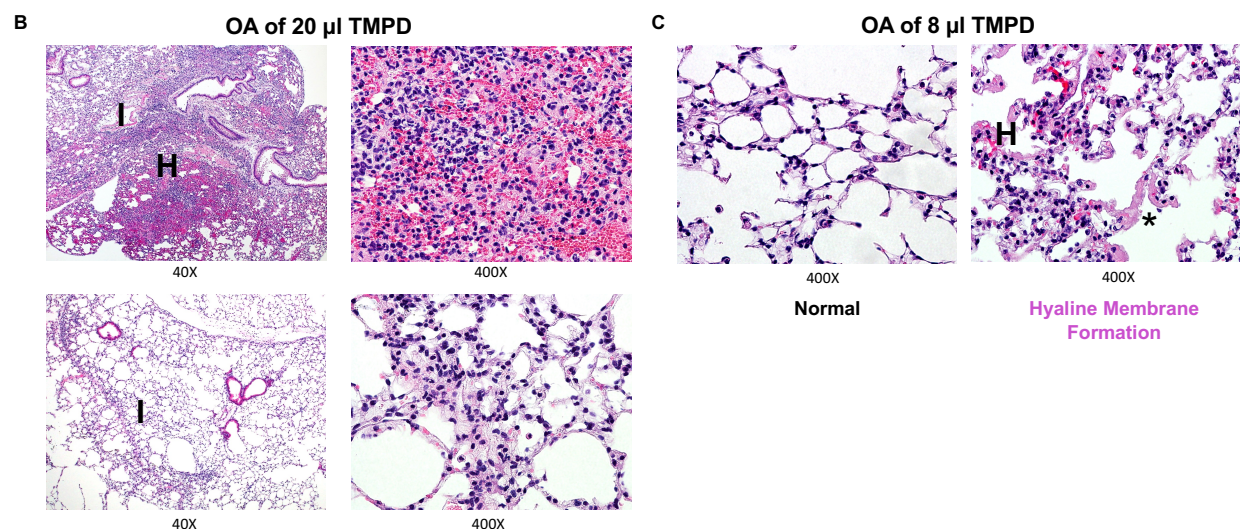 B
OA of 20 µl TMPD
I
H
40X
400X
I
40X
400X
C
OA of 8 µl TMPD
H
*
400X
400X
Normal
Hyaline Membrane
Formation